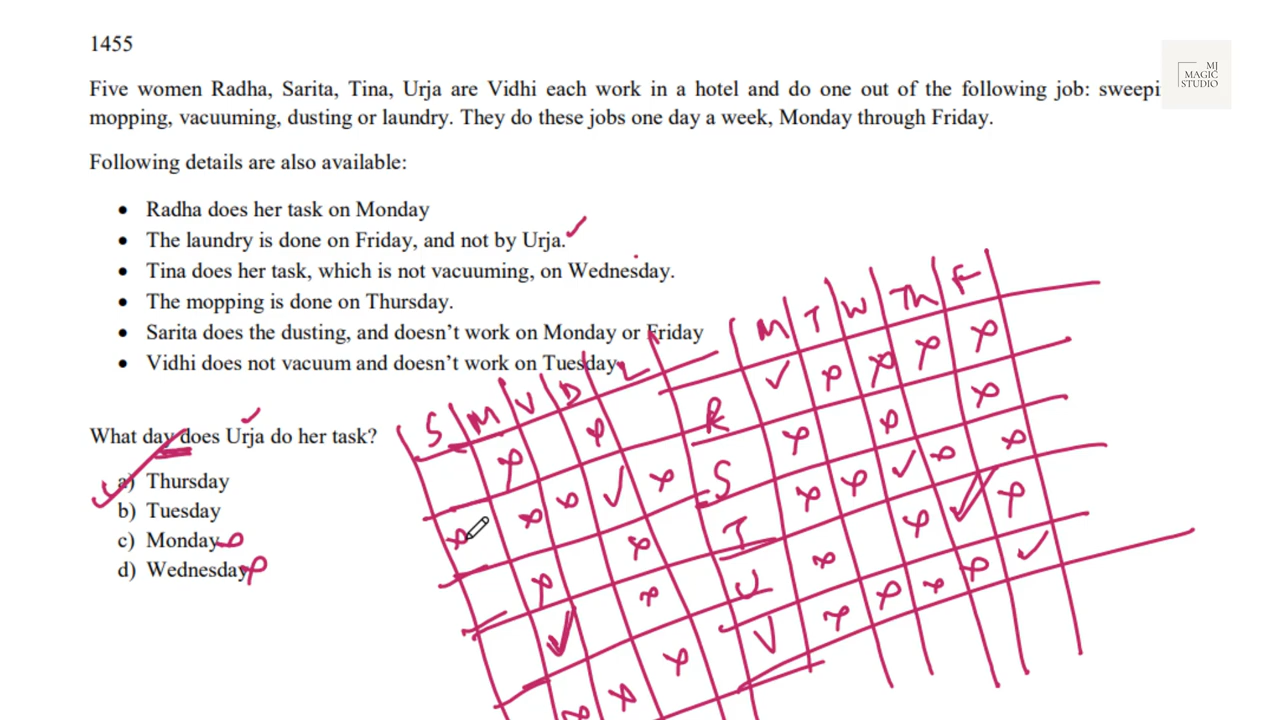 1455
MJ
MAGIC
STUDIO
Five women Radha, Sarita, Tina, Urja are Vidhi each work in a hotel and do one out of the following job: sweepi
mopping, vacuuming, dusting or laundry. They do these jobs one day a week, Monday through Friday.
Following details are also available:
• Radha does her task on Monday
• The laundry is done on Friday, and not by Urja.
• Tina does her task, which is not vacuuming, on Wednesday.
• The mopping is done on Thursday.
• Sarita does the dusting, and doesn't work on Monday or Friday
• Vidhi does not vacuum and doesn't work on Tuesday.
What day does Urja do her task?
a) Thursday
b) Tuesday
c) Monday
d) Wednesday
M T W Th F
S M V D L
R
S
T
U
V